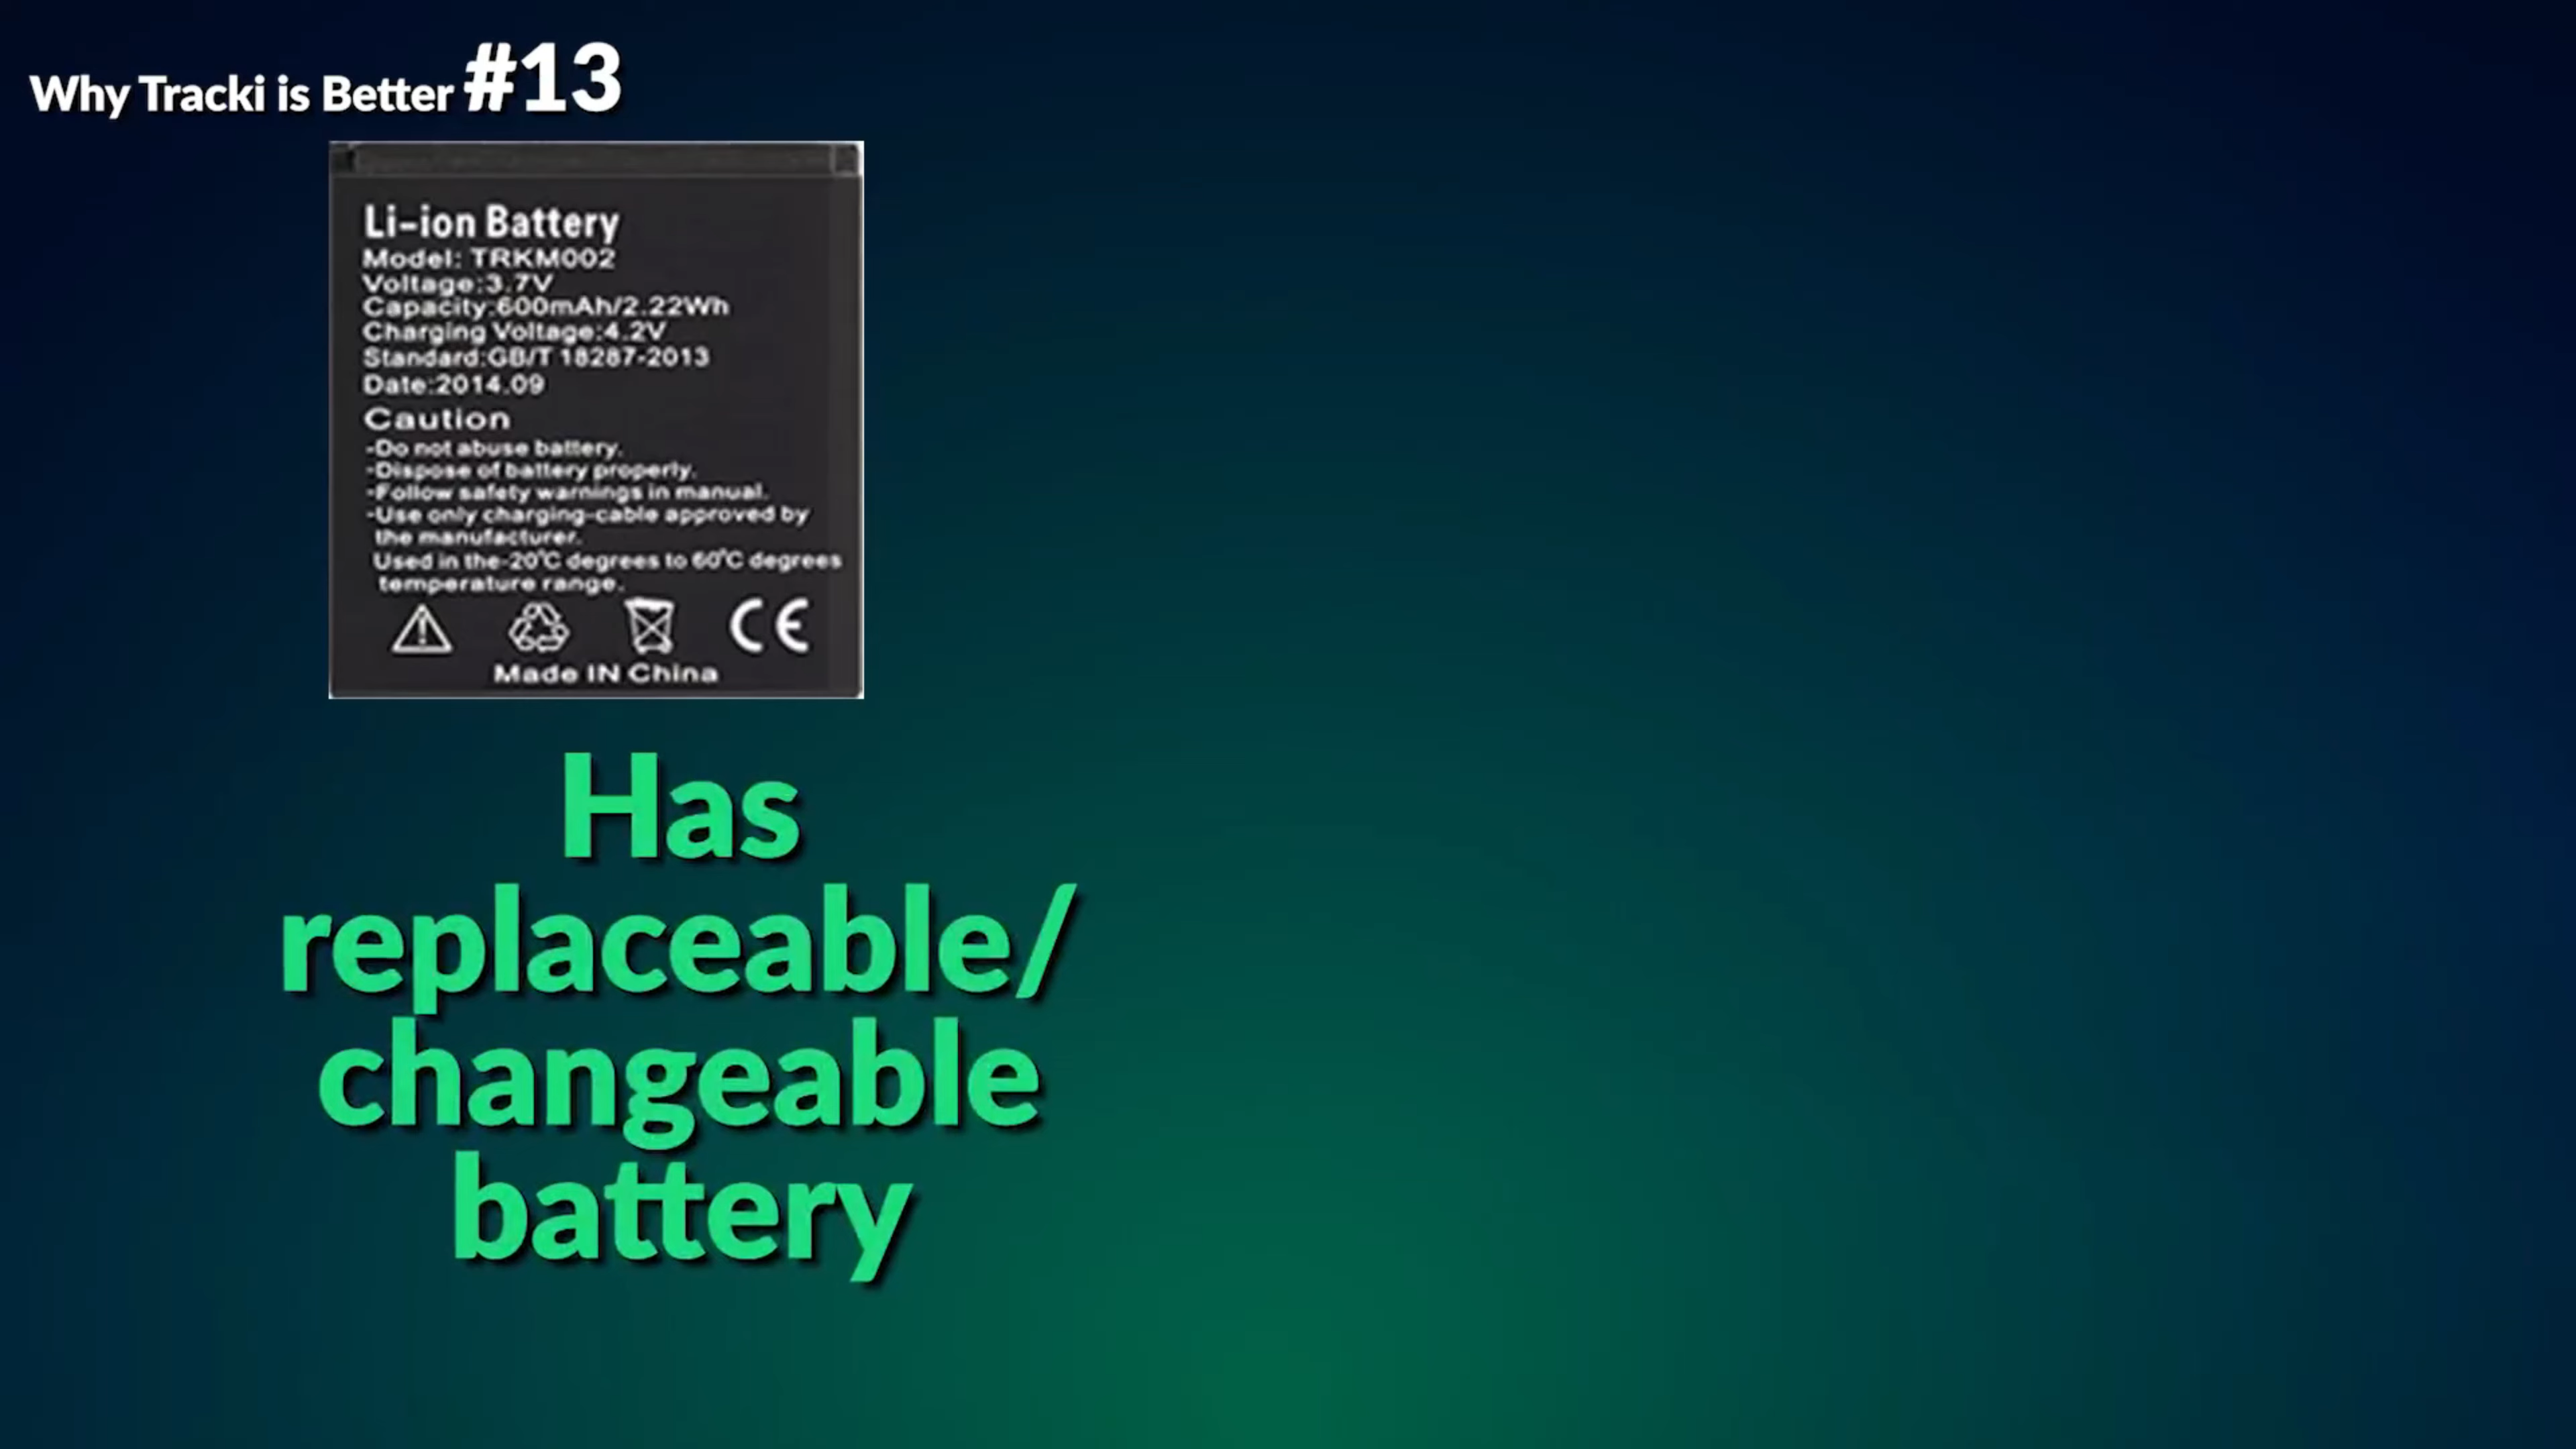 Why Tracki is Better #13
Li-ion Battery
Model: TRKM002
Voltage:3.7V
Capacity:600mAh/2.22Wh
Charging Voltage:4.2V
Standard:GB/T 18287-2013
Date:2014.09
Caution
-Do not abuse battery.
-Dispose of battery properly.
-Follow safety warnings in manual.
-Use only charging-cable approved by
the manufacturer.
Used in the-20℃ degrees to 60℃ degrees
temperature range.
CE
Made IN China
Has
replaceable/
changeable
battery